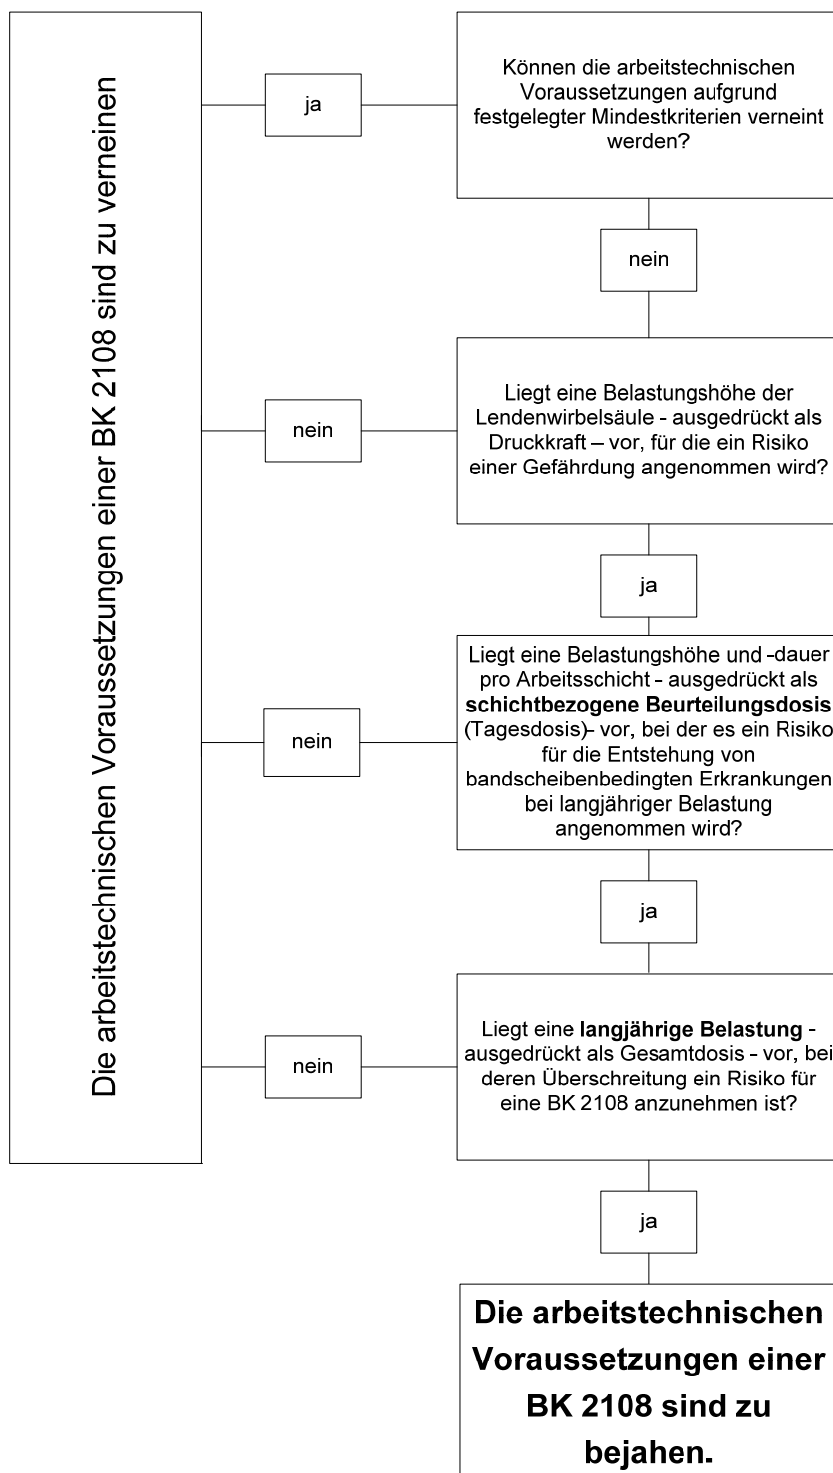 Die arbeitstechnischen Voraussetzungen einer BK 2108 sind zu verneinen
ja
Können die arbeitstechnischen
Voraussetzungen aufgrund
festgelegter Mindestkriterien verneint
werden?
nein
nein
Liegt eine Belastungshöhe der
Lendenwirbelsäule - ausgedrückt als
Druckkraft – vor, für die ein Risiko
einer Gefährdung angenommen wird?
ja
nein
Liegt eine Belastungshöhe und -dauer
pro Arbeitsschicht - ausgedrückt als
schichtbezogene Beurteilungsdosis
(Tagesdosis)- vor, bei der es ein Risiko
für die Entstehung von
bandscheibenbedingten Erkrankungen
bei langjähriger Belastung
angenommen wird?
ja
nein
Liegt eine langjährige Belastung -
ausgedrückt als Gesamtdosis - vor, bei
deren Überschreitung ein Risiko für
eine BK 2108 anzunehmen ist?
ja
Die arbeitstechnischen
Voraussetzungen einer
BK 2108 sind zu
bejahen.